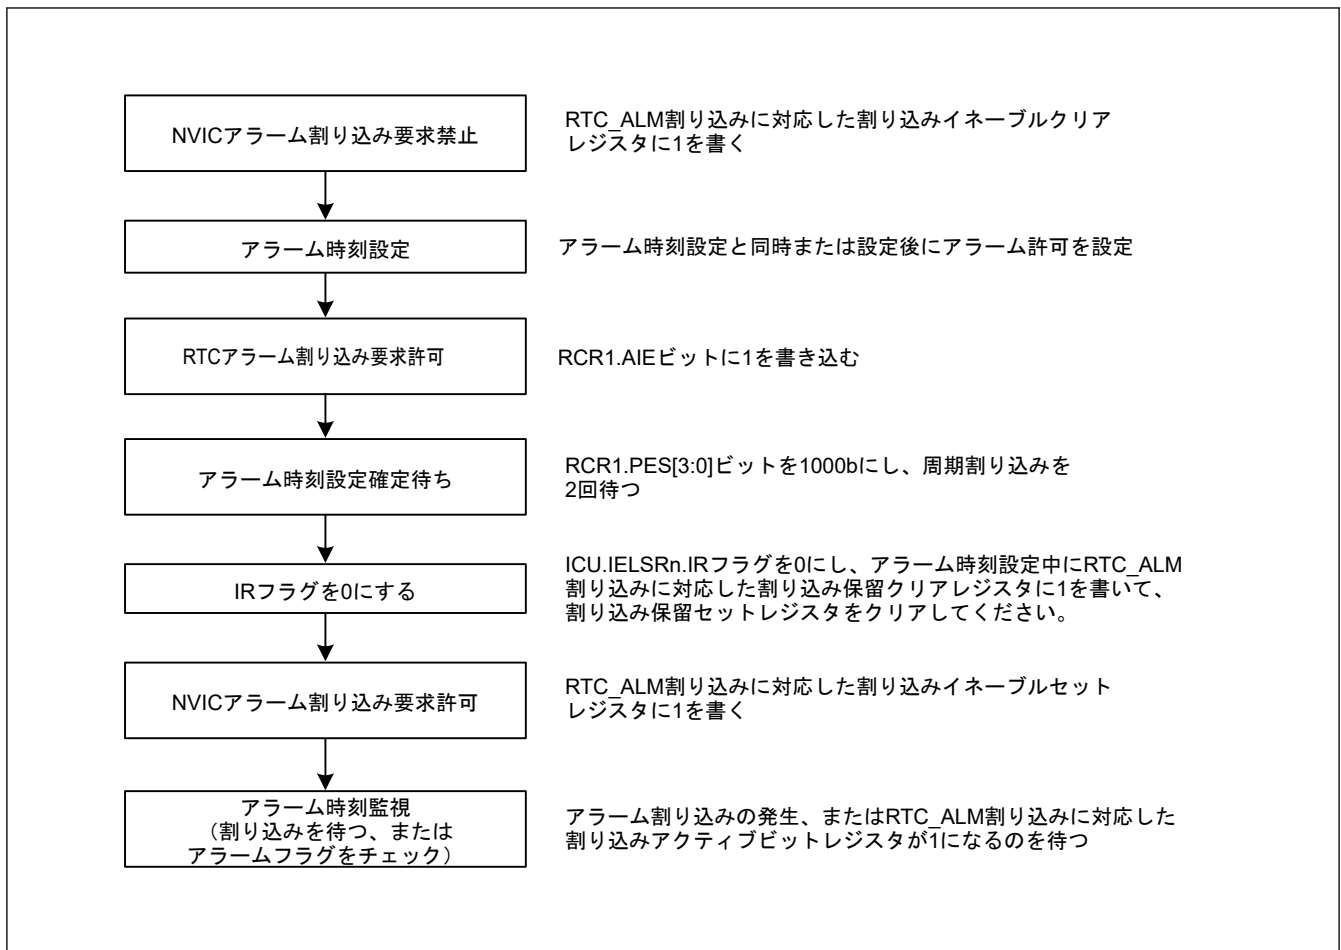 NVICアラーム割り込み要求禁止
RTC_ALM割り込みに対応した割り込みイネーブルクリア
レジスタに1を書く
アラーム時刻設定
アラーム時刻設定と同時または設定後にアラーム許可を設定
RTCアラーム割り込み要求許可
RCR1.AIEビットに1を書き込む
アラーム時刻設定確定待ち
RCR1.PES[3:0]ビットを1000bにし、周期割り込みを
2回待つ
IRフラグを0にする
ICU.IELSRn.IRフラグを0にし、アラーム時刻設定中にRTC_ALM
割り込みに対応した割り込み保留クリアレジスタに1を書いて、
割り込み保留セットレジスタをクリアしてください。
NVICアラーム割り込み要求許可
RTC_ALM割り込みに対応した割り込みイネーブルセット
レジスタに1を書く
アラーム時刻監視
（割り込みを待つ、または
アラームフラグをチェック）
アラーム割り込みの発生、またはRTC_ALM割り込みに対応した
割り込みアクティブビットレジスタが1になるのを待つ